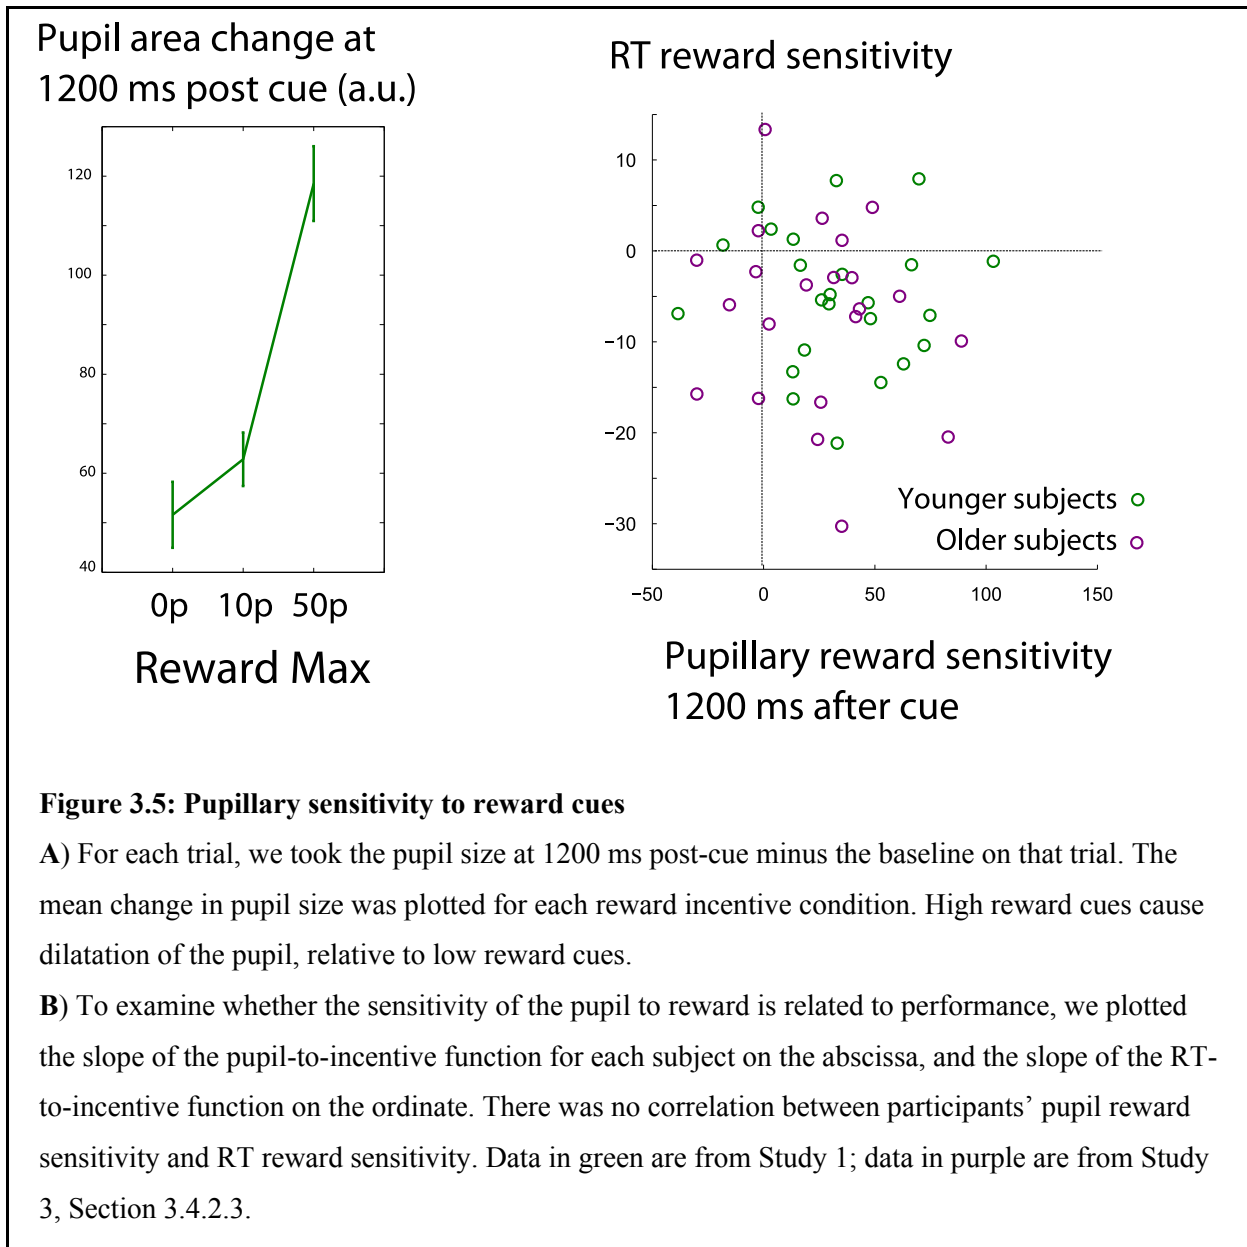 Pupil area change at
1200 ms post cue (a.u.)
120
100
80
60
40
0p 10p 50p
Reward Max
RT reward sensitivity
10
0
−10
−20
−30
Younger subjects
Older subjects
−50 0 50 100 150
Pupillary reward sensitivity
1200 ms after cue
Figure 3.5: Pupillary sensitivity to reward cues
A) For each trial, we took the pupil size at 1200 ms post-cue minus the baseline on that trial. The
mean change in pupil size was plotted for each reward incentive condition. High reward cues cause
dilatation of the pupil, relative to low reward cues.
B) To examine whether the sensitivity of the pupil to reward is related to performance, we plotted
the slope of the pupil-to-incentive function for each subject on the abscissa, and the slope of the RT-
to-incentive function on the ordinate. There was no correlation between participants’ pupil reward
sensitivity and RT reward sensitivity. Data in green are from Study 1; data in purple are from Study
3, Section 3.4.2.3.